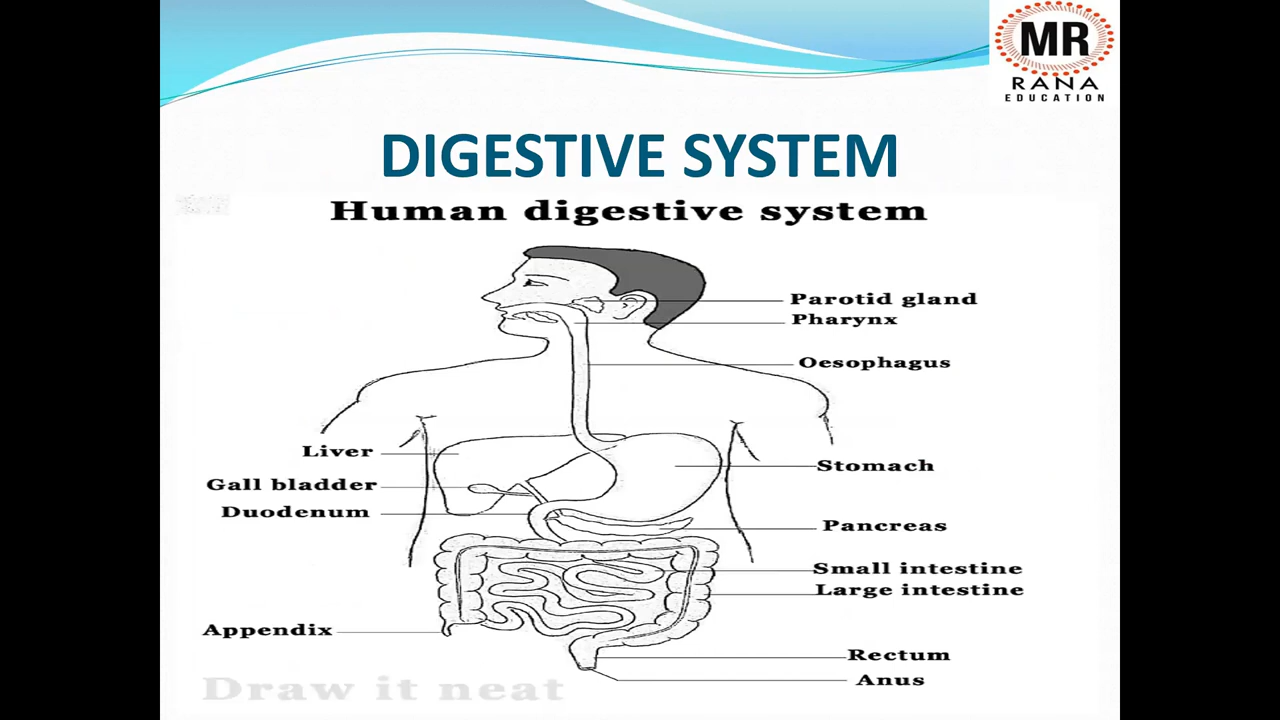 MR
RANA
EDUCATION
DIGESTIVE SYSTEM
Human digestive system
Parotid gland
Pharynx
Oesophagus
Liver
Stomach
Gall bladder
Duodenum
Pancreas
Small intestine
Large intestine
Appendix
Rectum
Anus
Draw it neat